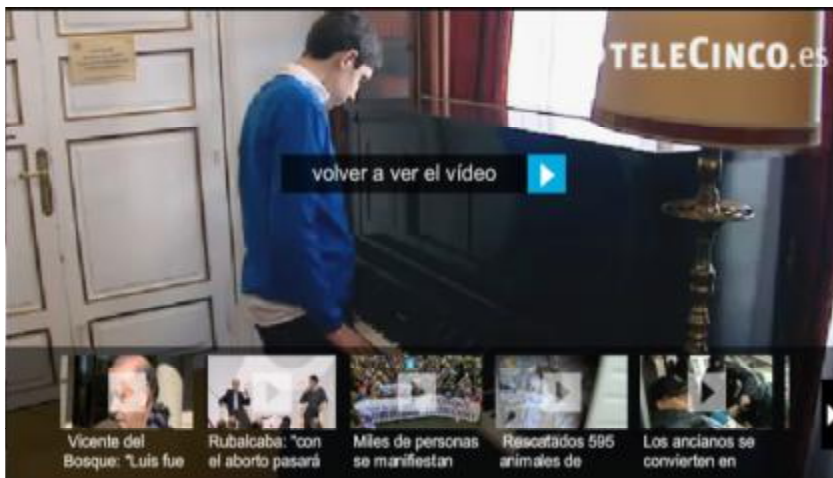 TELECINCO.es
volver a ver el vídeo
Vicente del
Bosque: "Luis fue
Rubalcaba: "con
el aborto pasará
Miles de personas
se manifiestan
Rescatados 595
animales de
Los ancianos se
convierten en